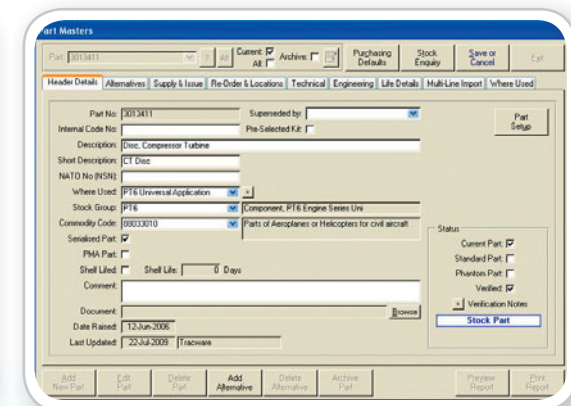 Part Masters
Part: 3013411 ? All Current: All: Archive: Purchasing Defaults Stock Enquiry Save or Cancel Exit
Header Details Alternatives Supply & Issue Re-Order & Locations Technical Engineering Life Details Multi-Line Import Where Used
Part No: 3013411 Superseded by:
Internal Code No: Pre-Selected Kit:
Part Setup
Description: Disc, Compressor Turbine
Short Description: CT Disc
NATO No (NSN):
Where Used: PT6 Universal Application
Stock Group: PT6 Component, PT6 Engine Series Uni
Commodity Code: 88033010 Parts of Aeroplanes or Helicopters for civil aircraft
Serialised Part:
PMA Part:
Shelf Lifed: Shelf Life: 0 Days
Comment:
Document: Browse
Date Raised: 12-Jun-2006
Last Updated: 22-Jul-2009 Tracware
Status
Current Part:
Standard Part:
Phantom Part:
Verified:
Verification Notes
Stock Part
Add New Part Edit Part Delete Part Add Alternative Delete Alternative Archive Part Preview Report Print Report